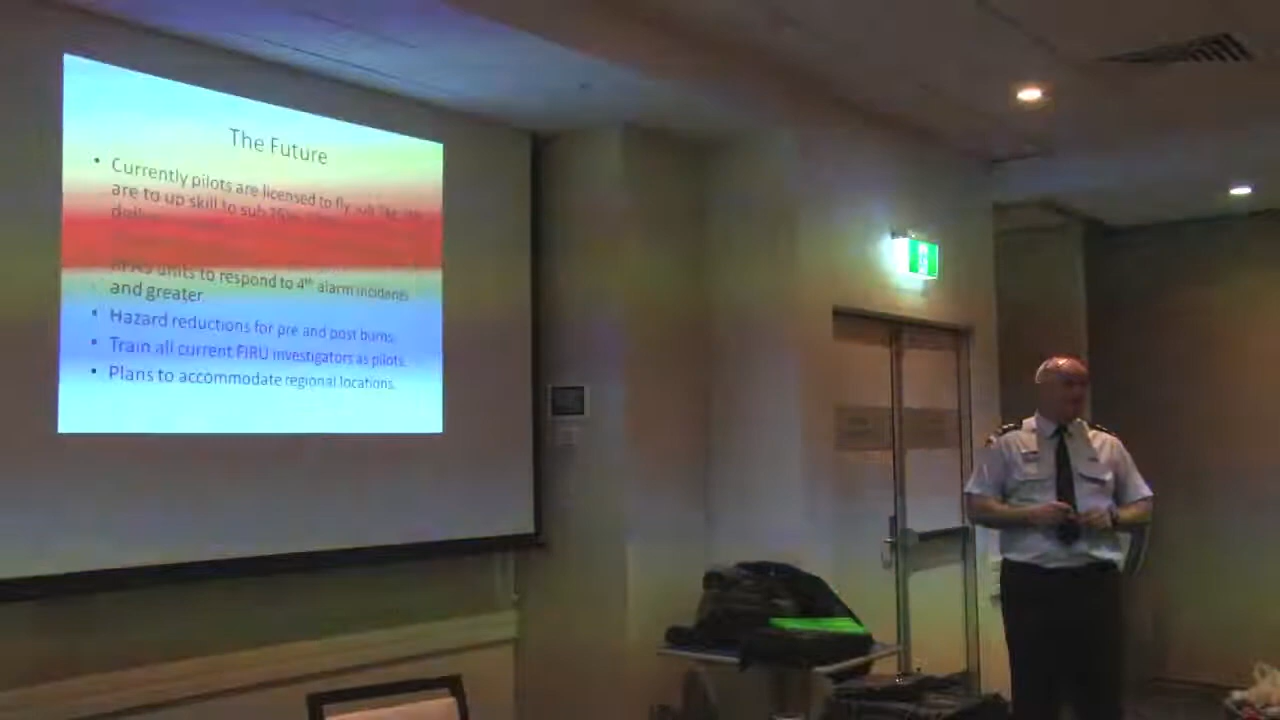 The Future
• Currently pilots are licensed to fly sub
are to up skill to sub
units to respond to 4th alarm incidents
and greater
• Hazard reductions for pre and post burns.
• Train all current FIRU investigators as pilots.
• Plans to accommodate regional locations.